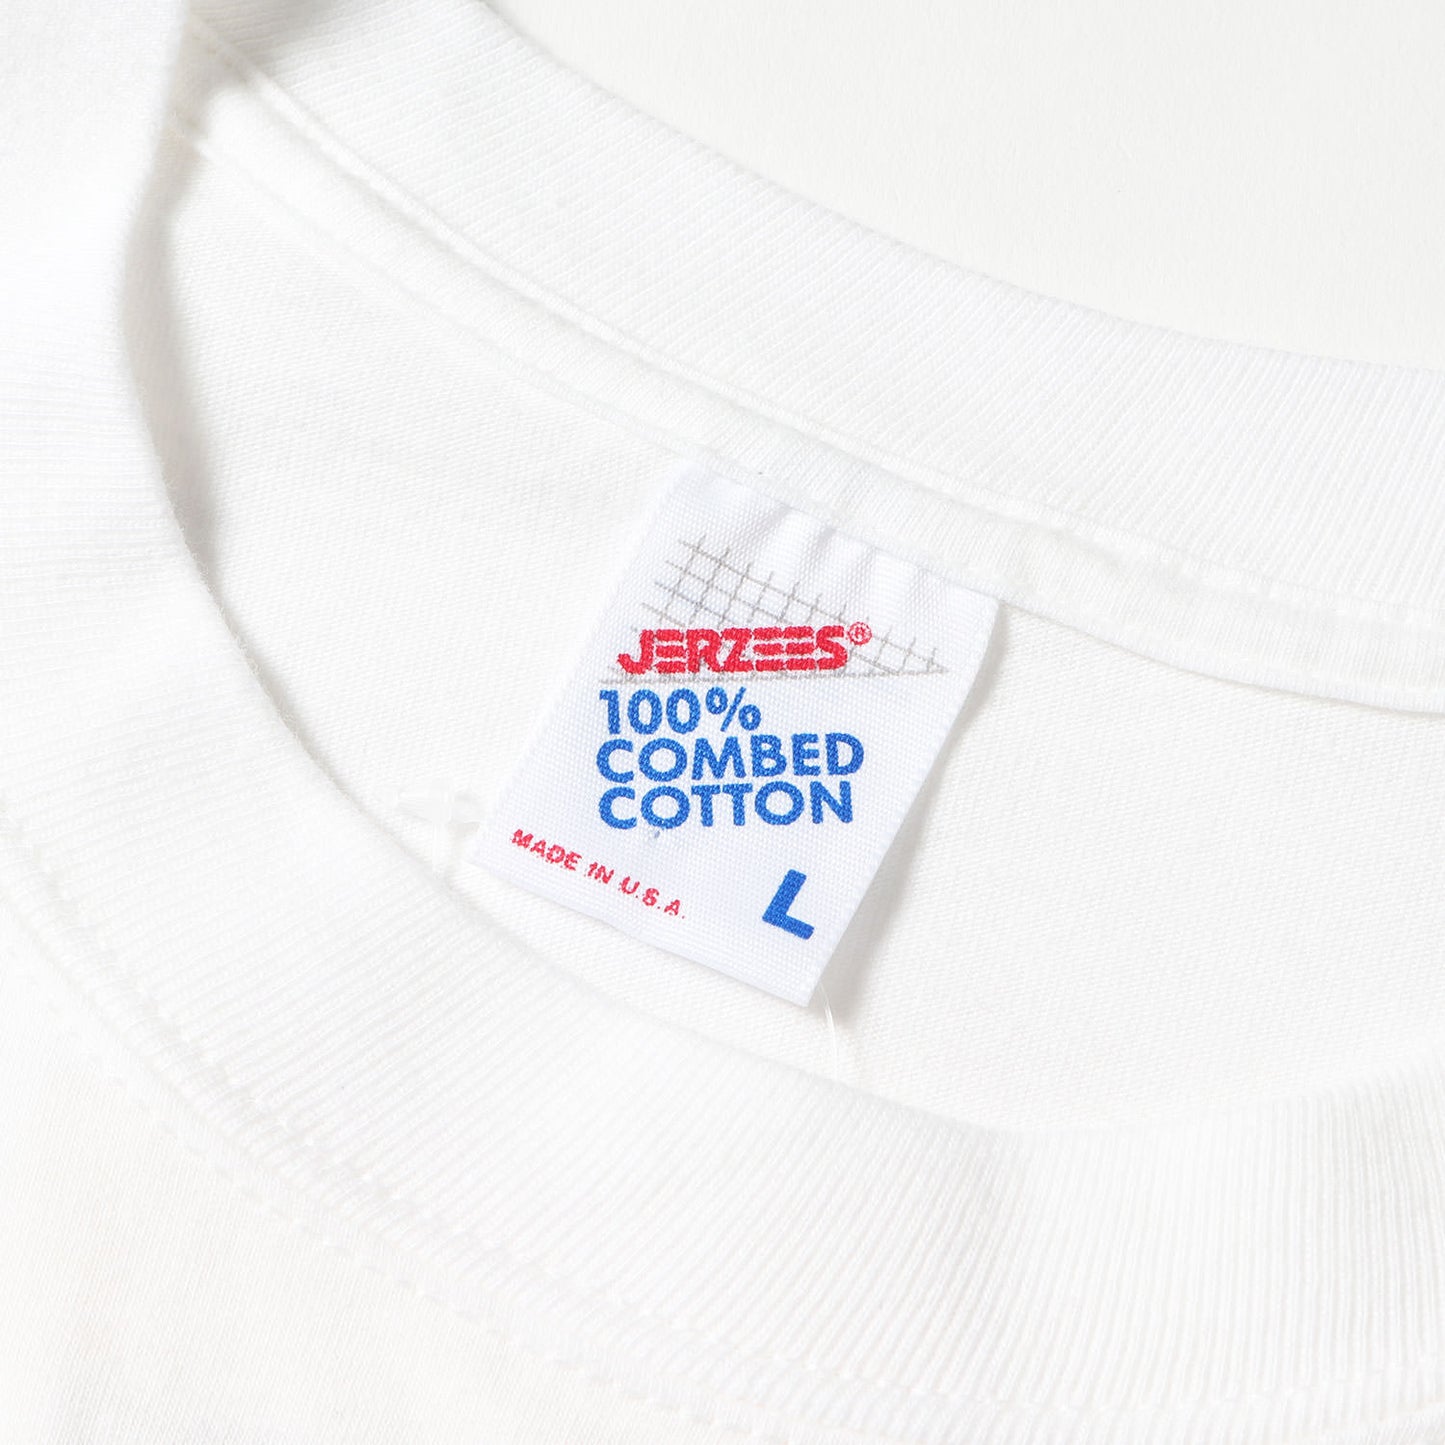 JERZEES®
100%
COMBED
COTTON
MADE IN U.S.A.
L